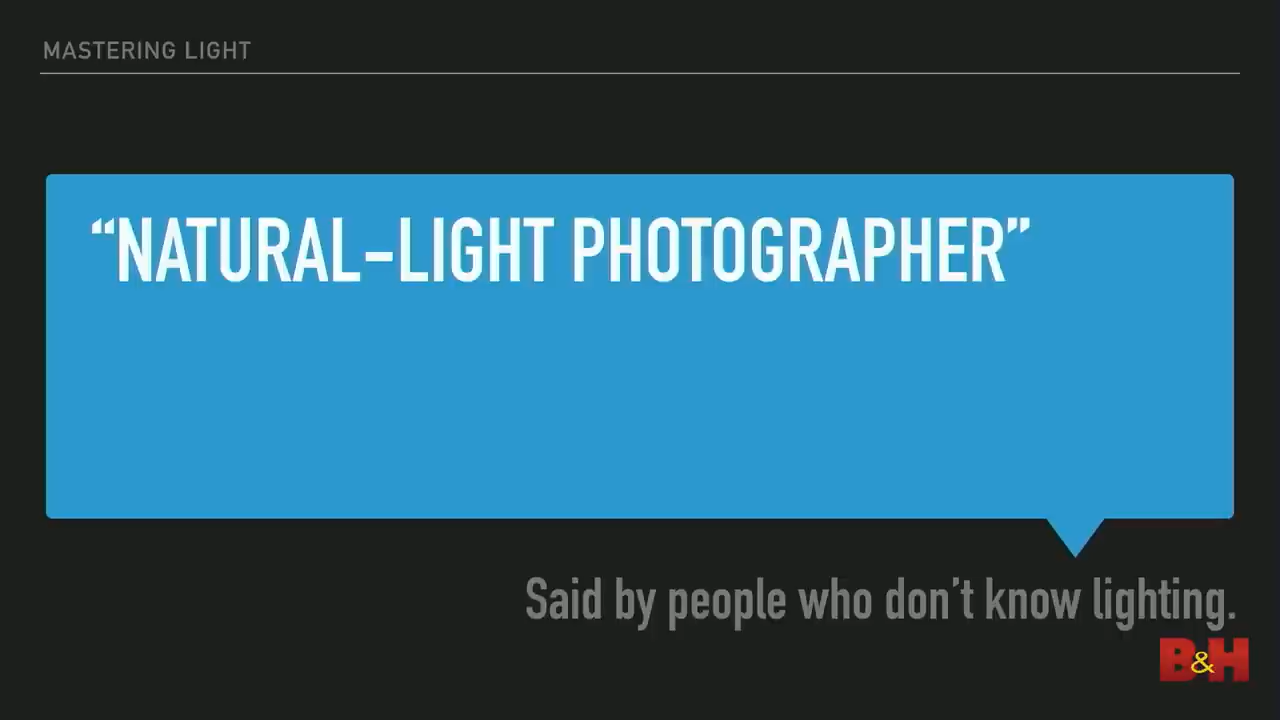 MASTERING LIGHT
“NATURAL-LIGHT PHOTOGRAPHER”
Said by people who don’t know lighting.
B&H